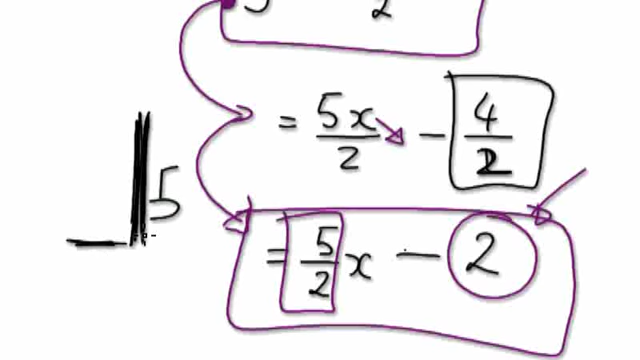 2
= 5x/2 - 4/2
5
= 5/2 x - 2